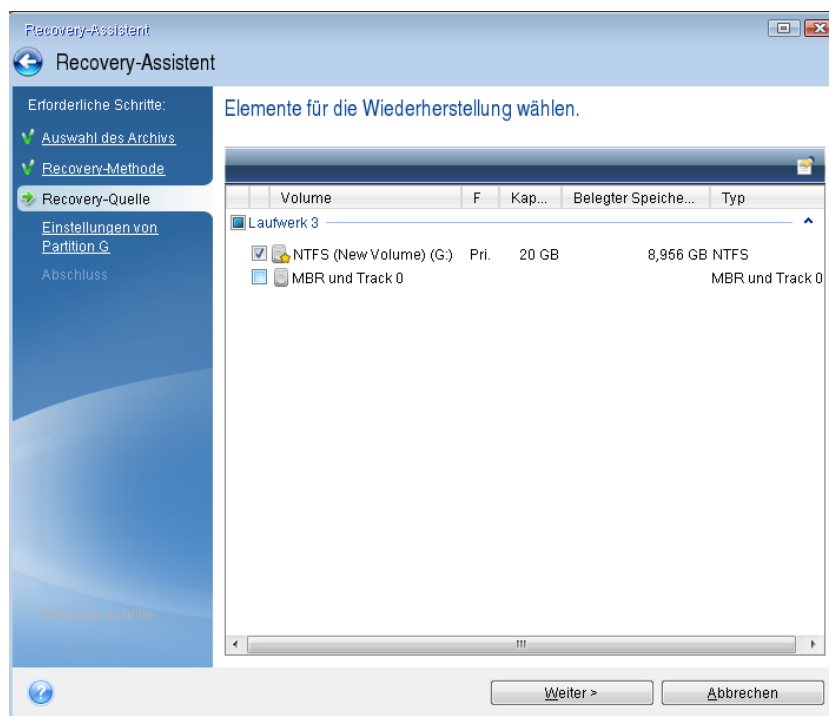 Recovery-Assistent
Recovery-Assistent
Erforderliche Schritte:
Auswahl des Archivs
Recovery-Methode
Recovery-Quelle
Einstellungen von
Partition G
Abschluss
Elemente für die Wiederherstellung wählen.
Volume F Kap... Belegter Speiche... Typ
Laufwerk 3
NTFS (New Volume) (G:) Pri. 20 GB 8,956 GB NTFS
MBR und Track 0 MBR und Track 0
Weiter > Abbrechen